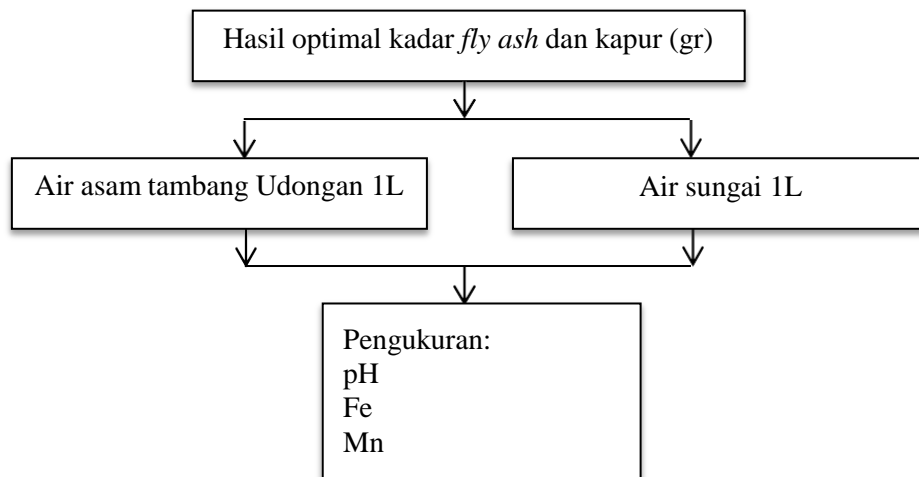 Hasil optimal kadar fly ash dan kapur (gr)
Air asam tambang Udongan 1L
Air sungai 1L
Pengukuran:
pH
Fe
Mn